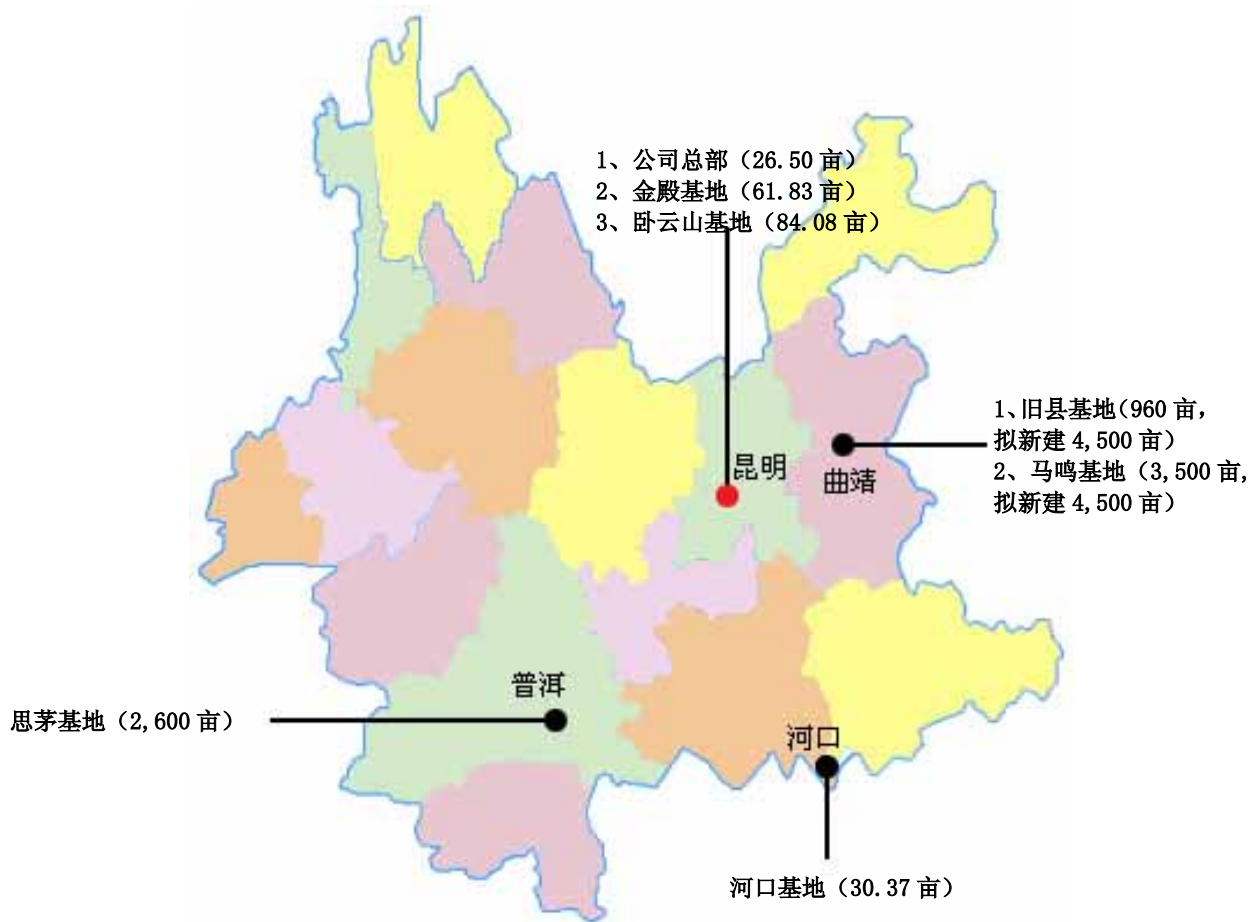 1、公司总部（26.50 亩）
2、金殿基地（61.83 亩）
3、卧云山基地（84.08 亩）
1、旧县基地（960 亩，
拟新建 4,500 亩）
2、马鸣基地（3,500 亩，
拟新建 4,500 亩）
昆明
曲靖
普洱
思茅基地（2,600 亩）
河口
河口基地（30.37 亩）